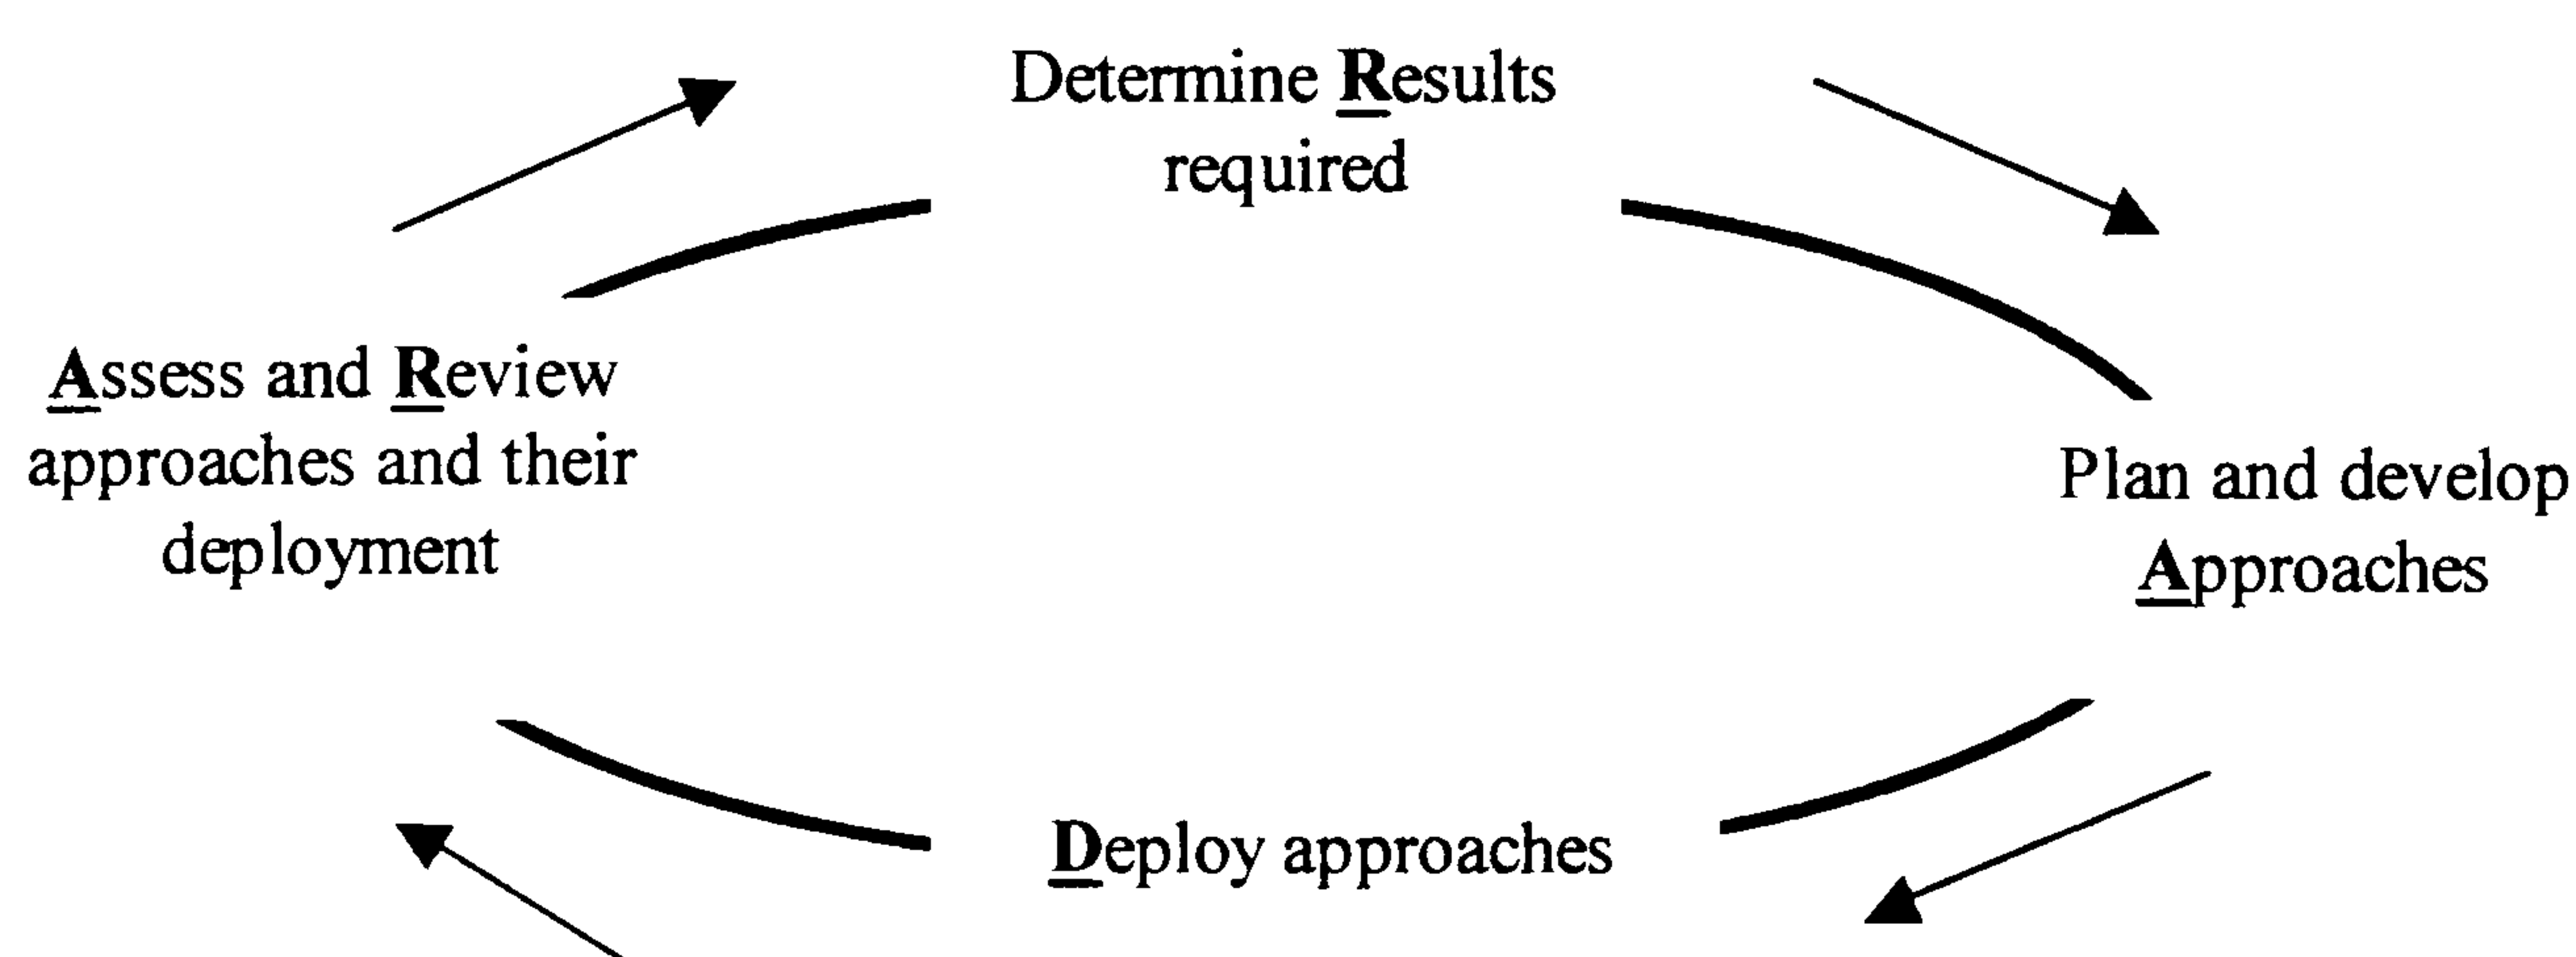 Determine Results
required
Assess and Review
approaches and their
deployment
Plan and develop
Approaches
Deploy approaches